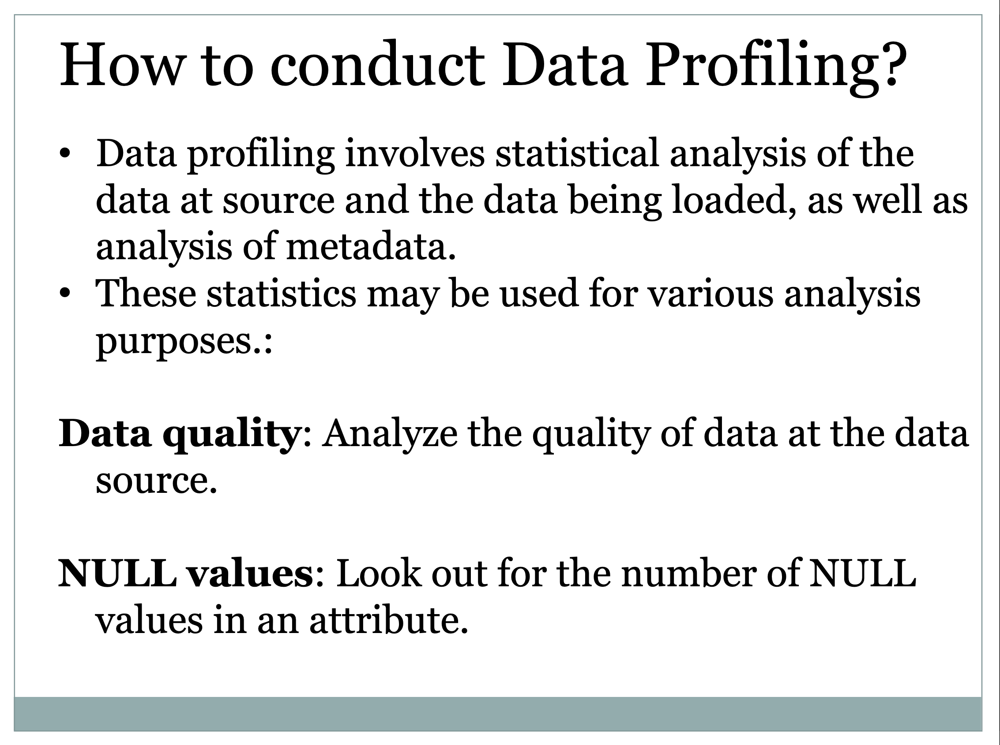 How to conduct Data Profiling?
• Data profiling involves statistical analysis of the
data at source and the data being loaded, as well as
analysis of metadata.
• These statistics may be used for various analysis
purposes.:
Data quality: Analyze the quality of data at the data
source.
NULL values: Look out for the number of NULL
values in an attribute.